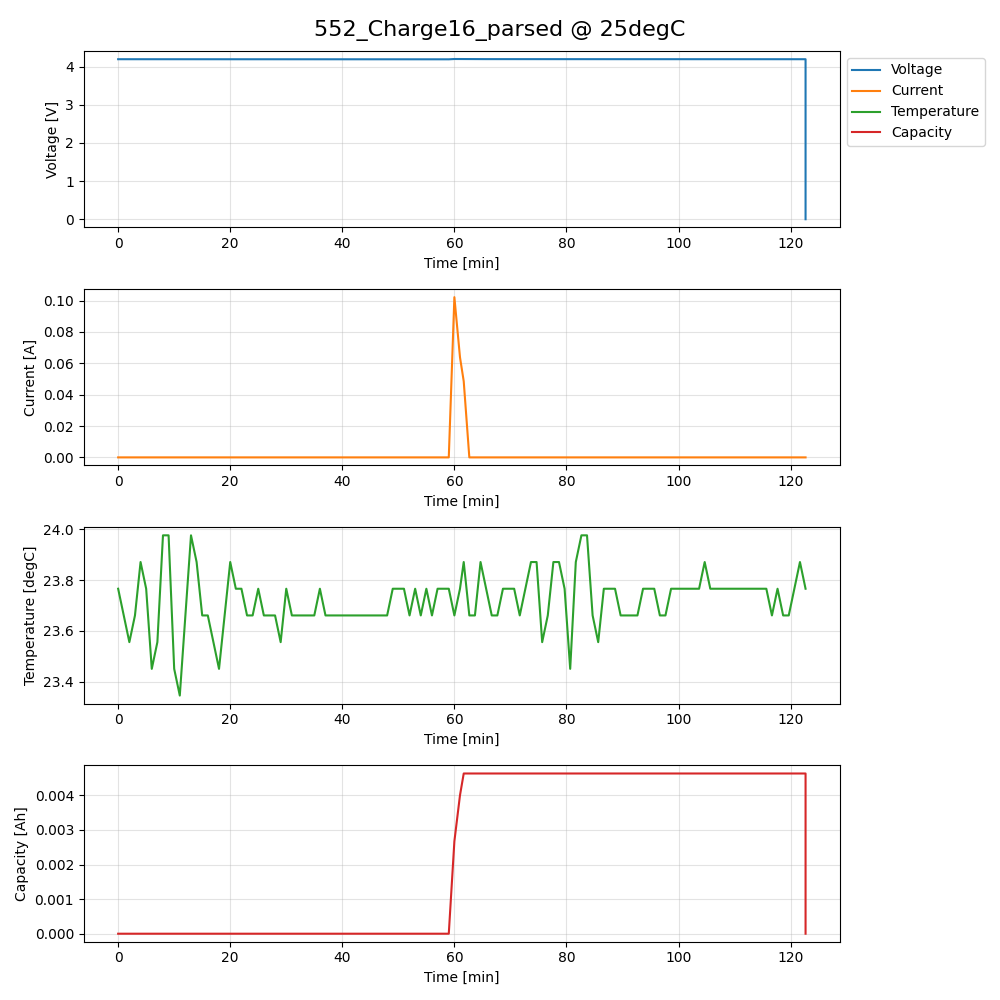 552_Charge16_parsed @ 25degC
Voltage
Current
Temperature
Capacity
Voltage [V]
4
3
2
1
0
0 20 40 60 80 100 120
Time [min]
Current [A]
0.10
0.08
0.06
0.04
0.02
0.00
0 20 40 60 80 100 120
Time [min]
Temperature [degC]
24.0
23.8
23.6
23.4
0 20 40 60 80 100 120
Time [min]
Capacity [Ah]
0.004
0.003
0.002
0.001
0.000
0 20 40 60 80 100 120
Time [min]